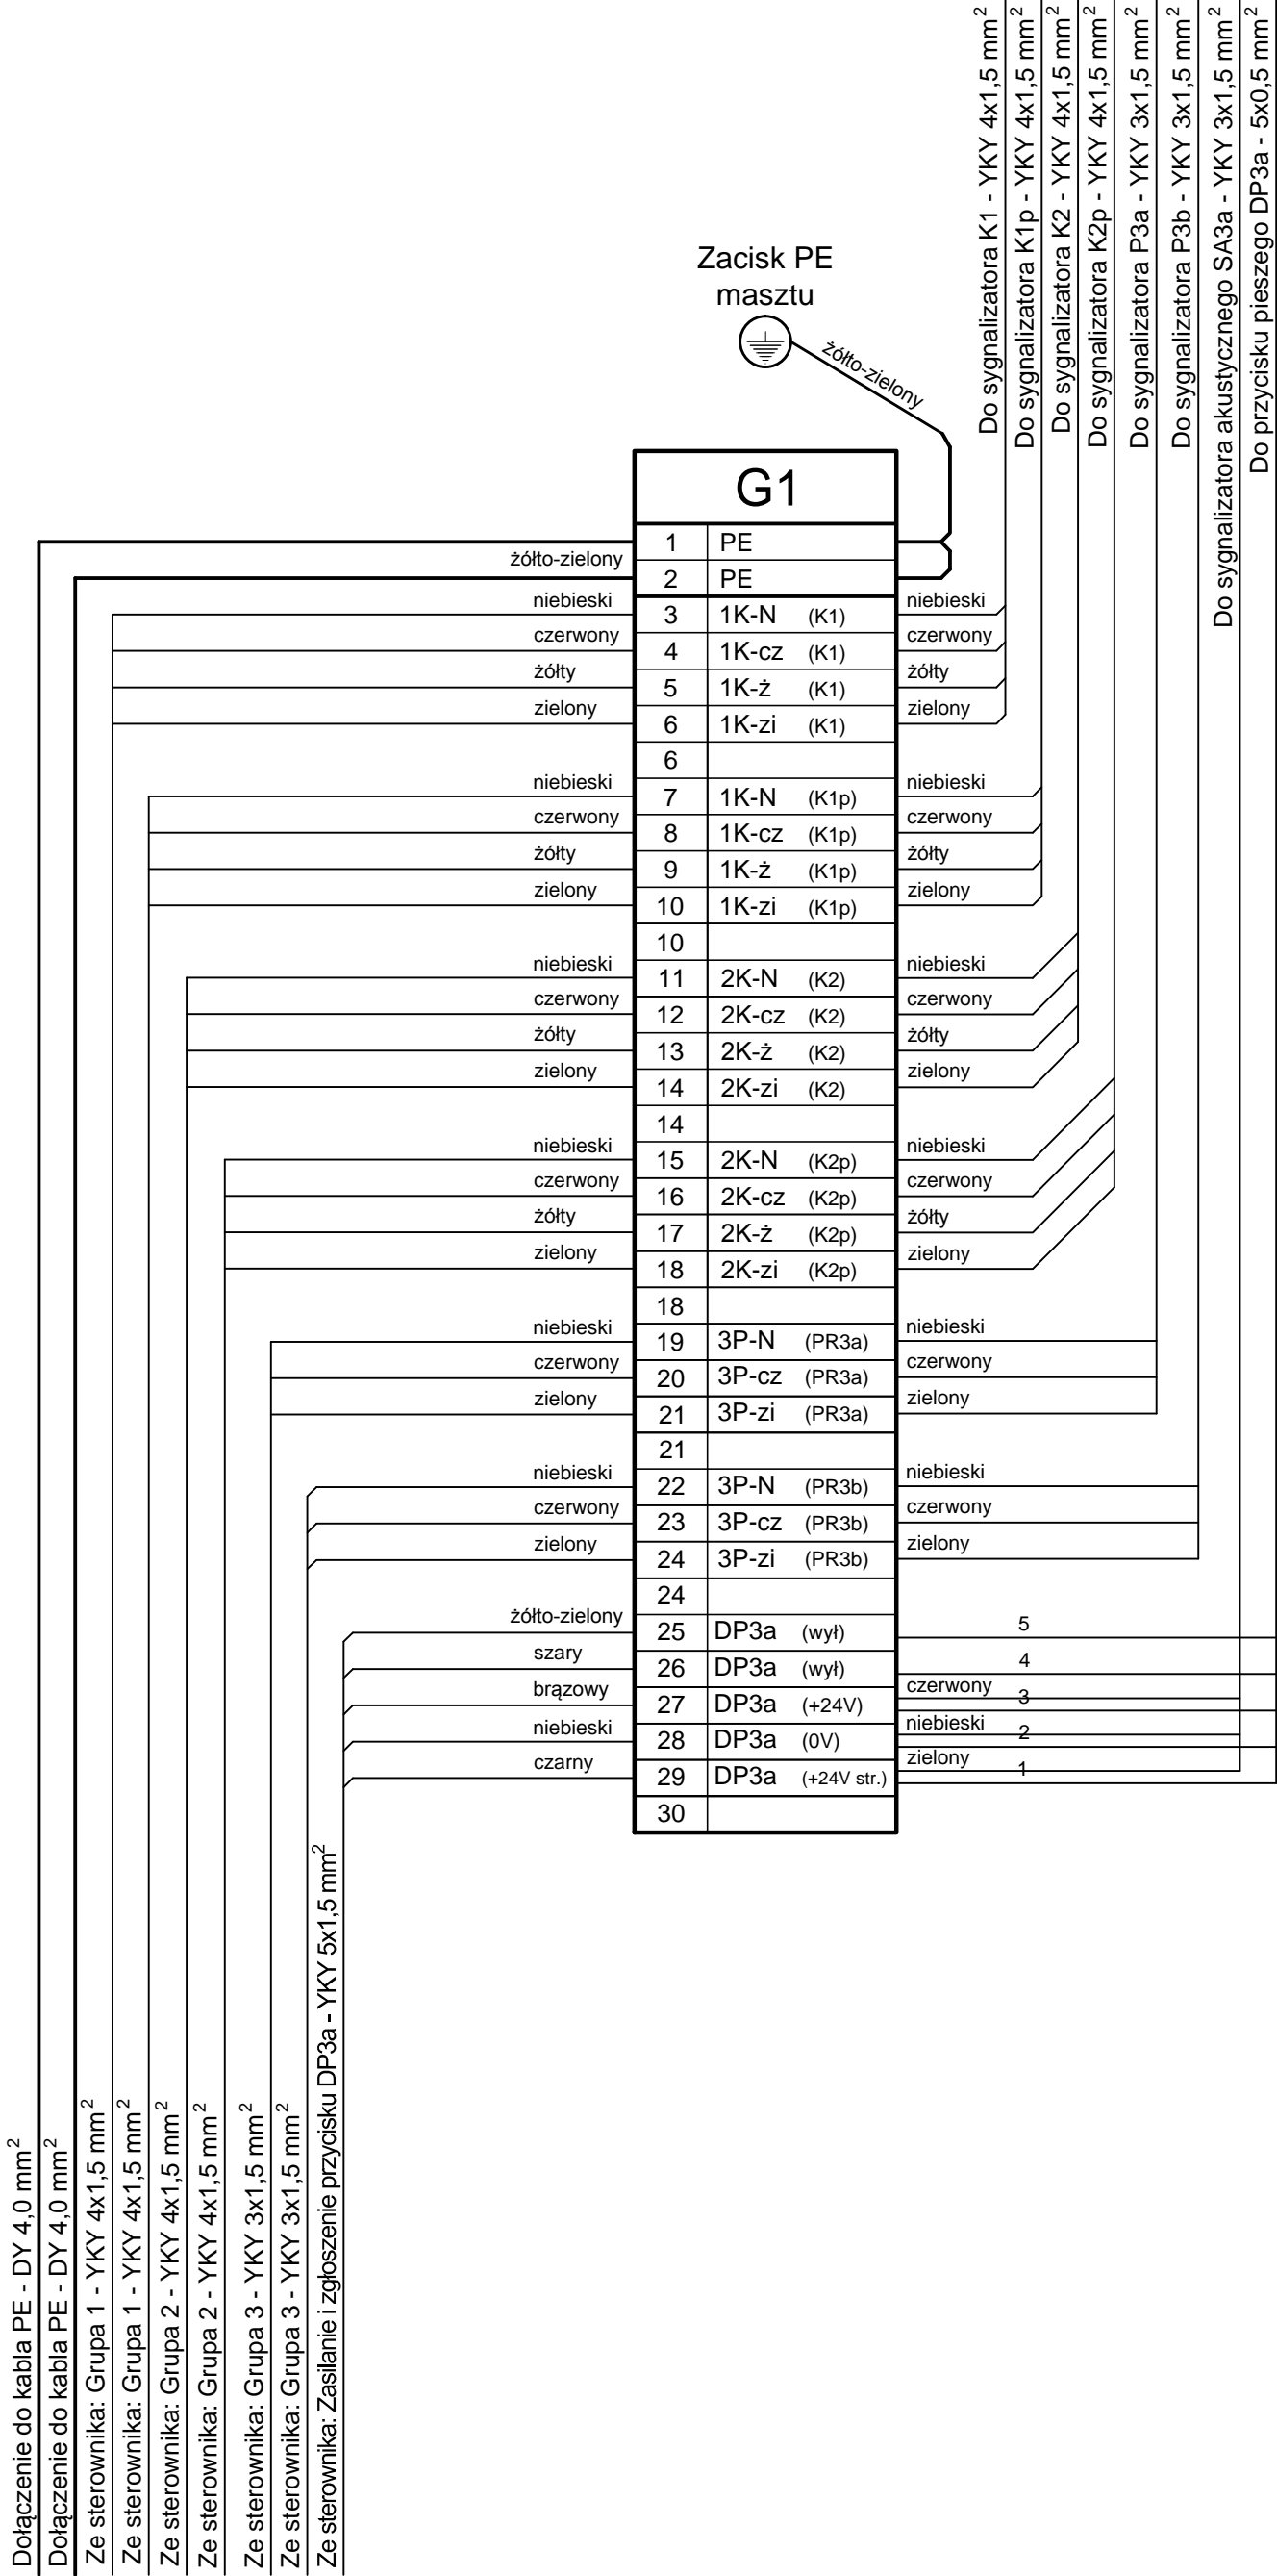 Do sygnalizatora K1 - YKY 4x1,5 mm²
Do sygnalizatora K1p - YKY 4x1,5 mm²
Do sygnalizatora K2 - YKY 4x1,5 mm²
Do sygnalizatora K2p - YKY 4x1,5 mm²
Do sygnalizatora P3a - YKY 3x1,5 mm²
Do sygnalizatora P3b - YKY 3x1,5 mm²
Do sygnalizatora akustycznego SA3a - YKY 3x1,5 mm²
Do przycisku pieszego DP3a - 5x0,5 mm²
Zacisk PE
masztu
żółto-zielony
G1
1 PE
żółto-zielony
2 PE
niebieski 3 1K-N (K1) niebieski
czerwony 4 1K-cz (K1) czerwony
żółty 5 1K-ż (K1) żółty
zielony 6 1K-zi (K1) zielony
6
niebieski 7 1K-N (K1p) niebieski
czerwony 8 1K-cz (K1p) czerwony
żółty 9 1K-ż (K1p) żółty
zielony 10 1K-zi (K1p) zielony
10
niebieski 11 2K-N (K2) niebieski
czerwony 12 2K-cz (K2) czerwony
żółty 13 2K-ż (K2) żółty
zielony 14 2K-zi (K2) zielony
14
niebieski 15 2K-N (K2p) niebieski
czerwony 16 2K-cz (K2p) czerwony
żółty 17 2K-ż (K2p) żółty
zielony 18 2K-zi (K2p) zielony
18
niebieski 19 3P-N (PR3a) niebieski
czerwony 20 3P-cz (PR3a) czerwony
zielony 21 3P-zi (PR3a) zielony
21
niebieski 22 3P-N (PR3b) niebieski
czerwony 23 3P-cz (PR3b) czerwony
zielony 24 3P-zi (PR3b) zielony
24
żółto-zielony 25 DP3a (wył) 5
szary 26 DP3a (wył) 4
brązowy 27 DP3a (+24V) czerwony 3
niebieski 28 DP3a (0V) niebieski 2
czarny 29 DP3a (+24V str.) zielony 1
30
Dołączenie do kabla PE - DY 4,0 mm²
Dołączenie do kabla PE - DY 4,0 mm²
Ze sterownika: Grupa 1 - YKY 4x1,5 mm²
Ze sterownika: Grupa 1 - YKY 4x1,5 mm²
Ze sterownika: Grupa 2 - YKY 4x1,5 mm²
Ze sterownika: Grupa 2 - YKY 4x1,5 mm²
Ze sterownika: Grupa 3 - YKY 3x1,5 mm²
Ze sterownika: Grupa 3 - YKY 3x1,5 mm²
Ze sterownika: Zasilanie i zgłoszenie przycisku DP3a - YKY 5x1,5 mm²